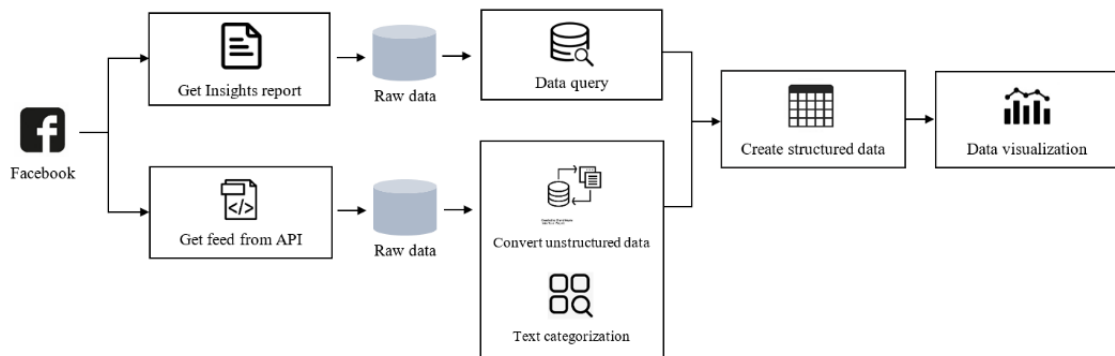 Get Insights report
Raw data
Data query
Facebook
Create structured data
Data visualization
</>
Get feed from API
Raw data
Convert unstructured data
Text categorization